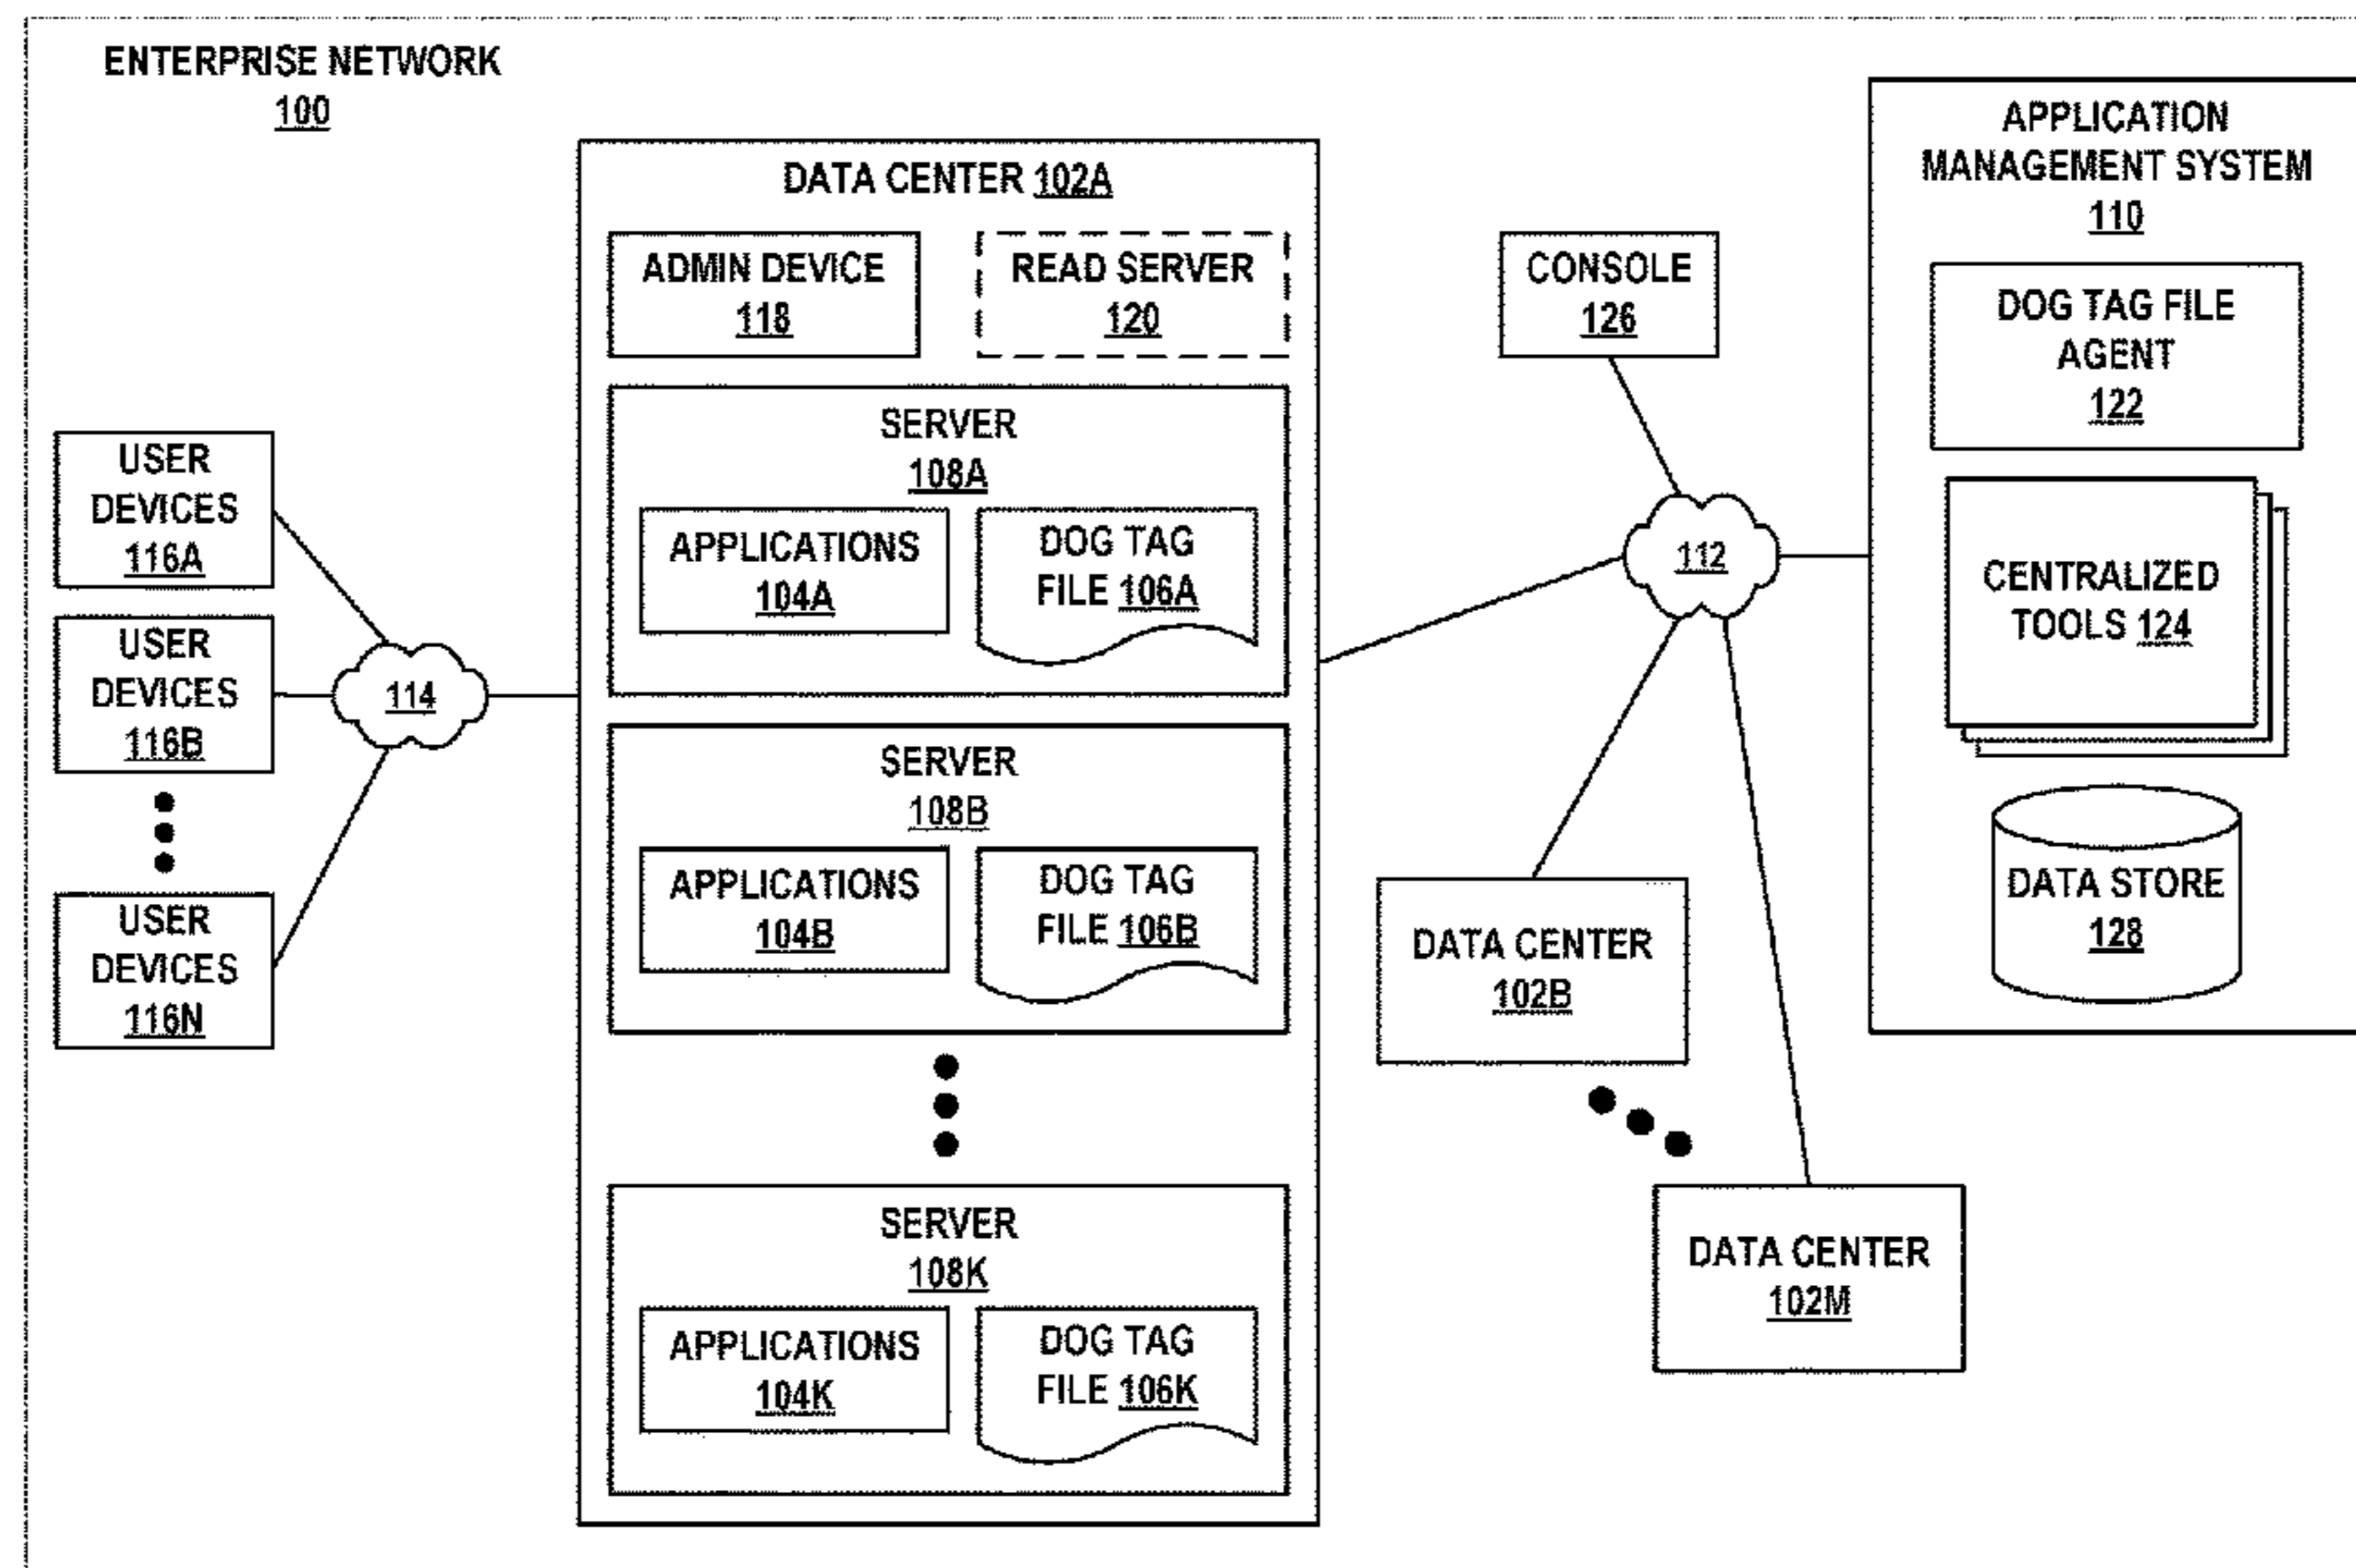 ENTERPRISE NETWORK
100
USER
DEVICES
116A
USER
DEVICES
116B
USER
DEVICES
116N
114
DATA CENTER 102A
ADMIN DEVICE
118
READ SERVER
120
SERVER
108A
APPLICATIONS
104A
DOG TAG
FILE 106A
SERVER
108B
APPLICATIONS
104B
DOG TAG
FILE 106B
SERVER
108K
APPLICATIONS
104K
DOG TAG
FILE 106K
CONSOLE
126
112
DATA CENTER
102B
DATA CENTER
102M
APPLICATION
MANAGEMENT SYSTEM
110
DOG TAG FILE
AGENT
122
CENTRALIZED
TOOLS 124
DATA STORE
128